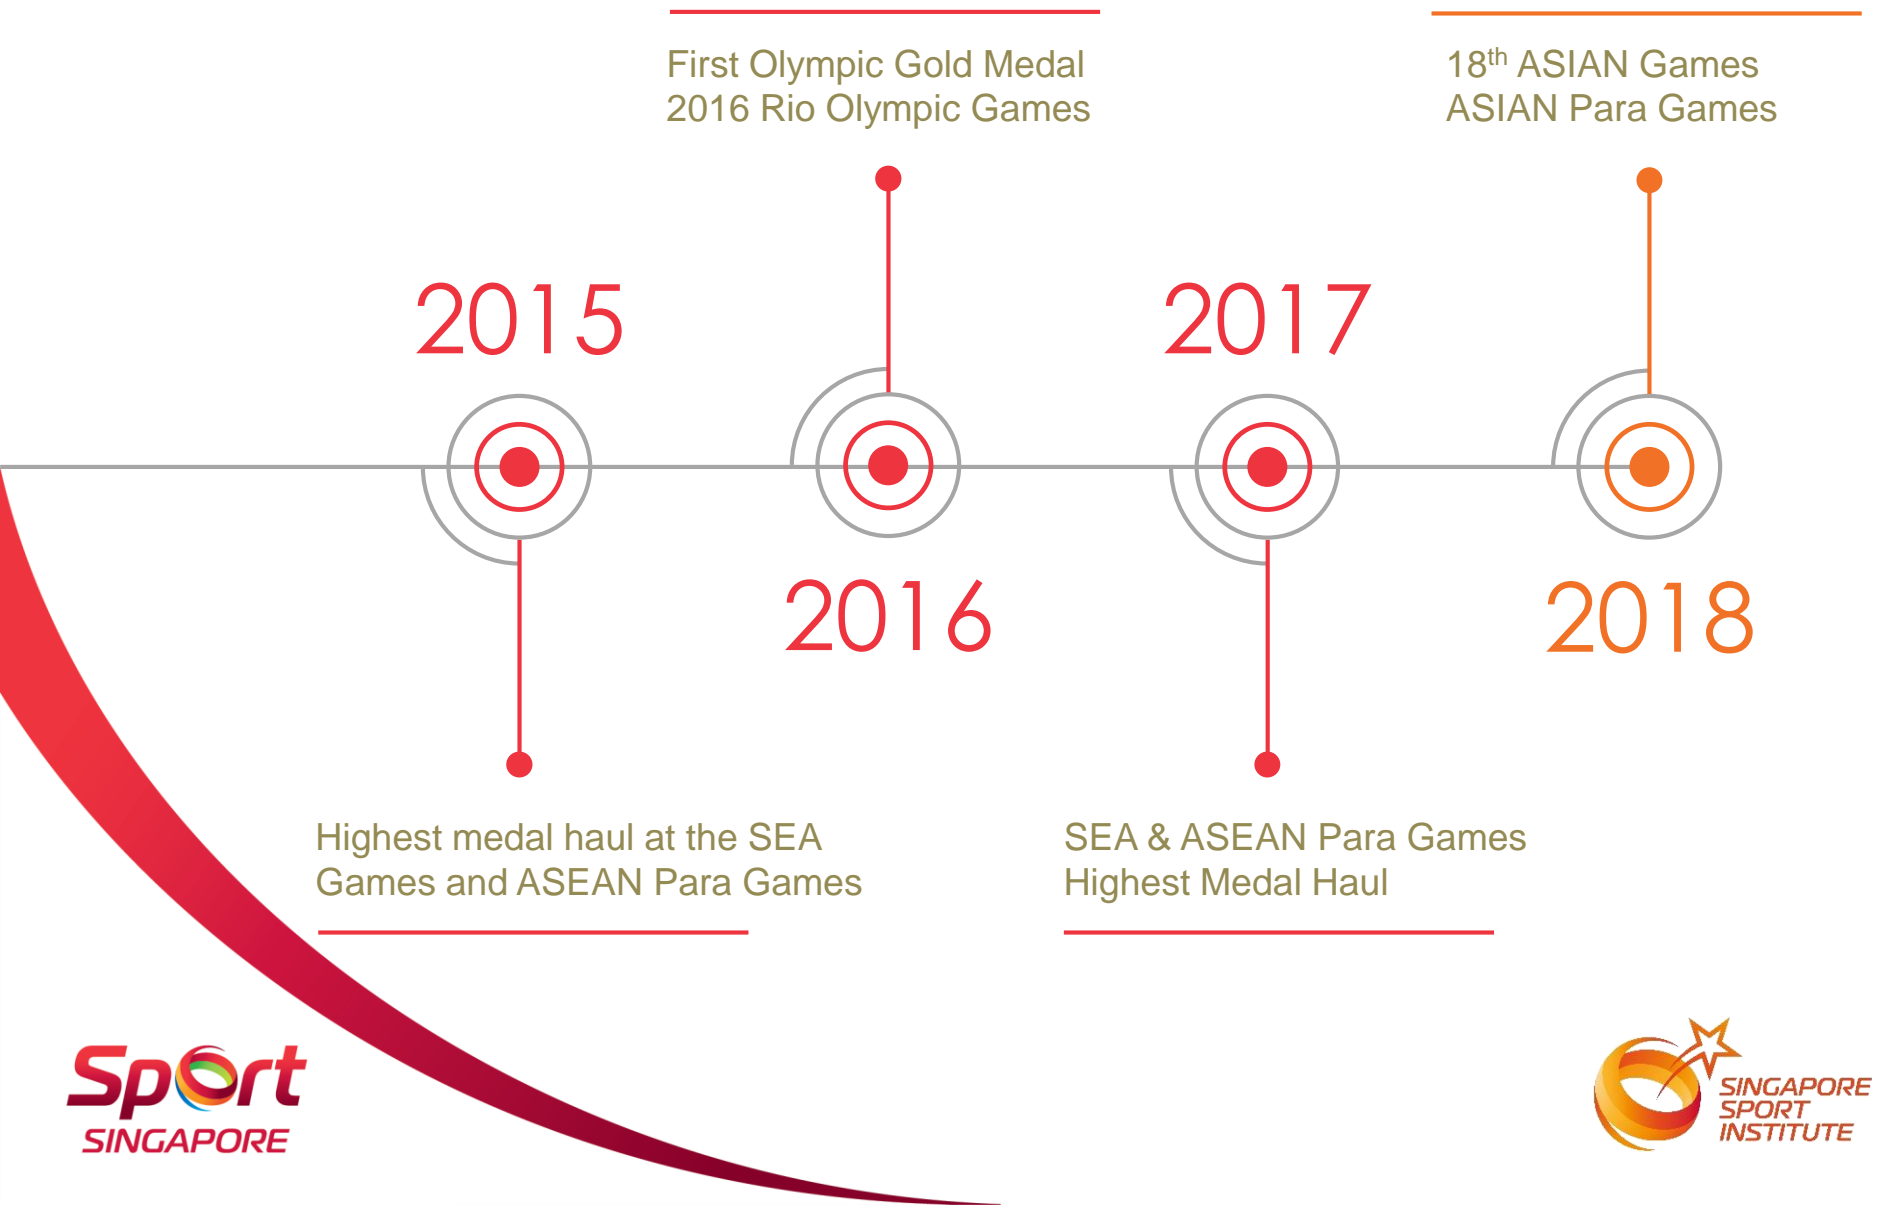 First Olympic Gold Medal
2016 Rio Olympic Games
18th ASIAN Games
ASIAN Para Games
2015
2017
2016
2018
Highest medal haul at the SEA
Games and ASEAN Para Games
SEA & ASEAN Para Games
Highest Medal Haul
Sport
SINGAPORE
SINGAPORE
SPORT
INSTITUTE